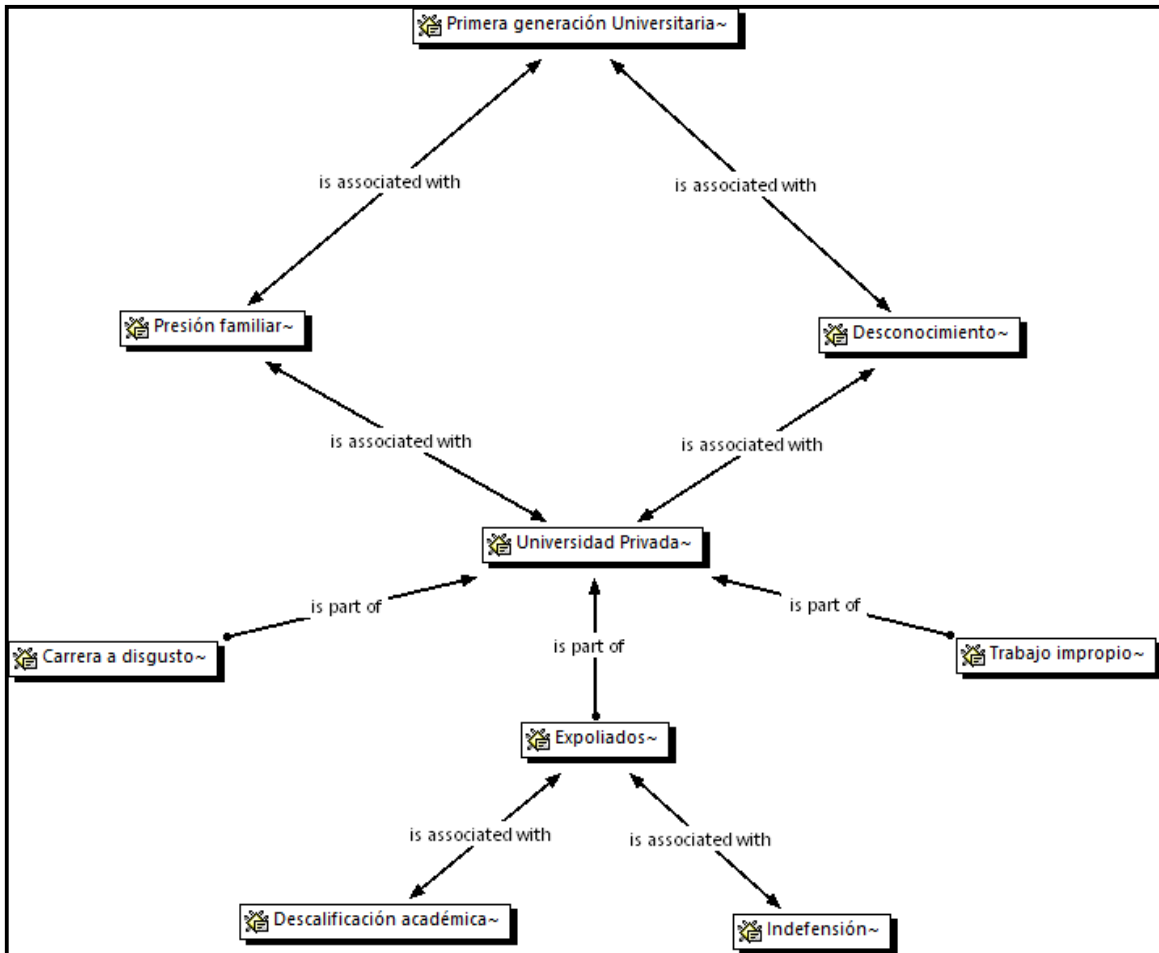 Primera generación Universitaria~
is associated with
is associated with
Presión familiar~
Desconocimiento~
is associated with
is associated with
Universidad Privada~
is part of
is part of
is part of
Carrera a disgusto~
Trabajo impropio~
Expoliados~
is associated with
is associated with
Descalificación académica~
Indefensión~